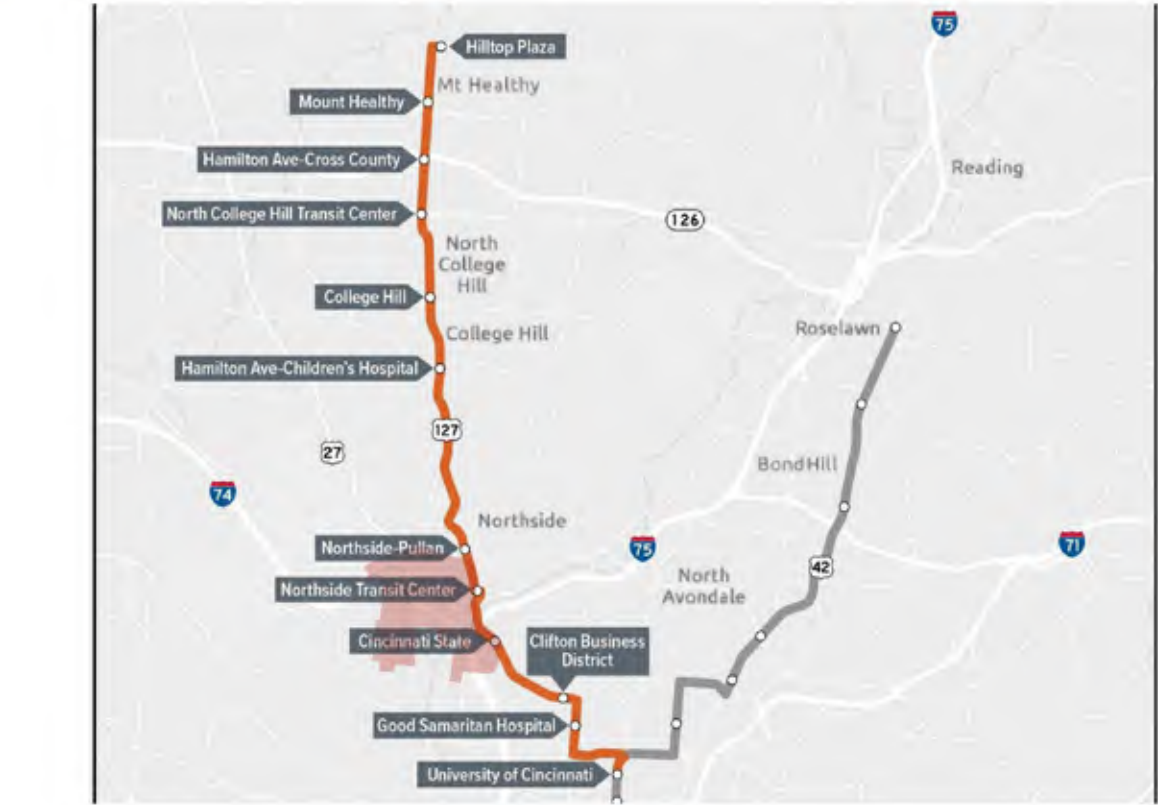 75
Hilltop Plaza
Mt Healthy
Mount Healthy
Hamilton Ave-Cross County
Reading
North College Hill Transit Center
126
North
College
Hill
College Hill
Roselawn
College Hill
Hamilton Ave-Children's Hospital
127
27
Bond Hill
74
Northside
Northside-Pullan
75
71
42
Northside Transit Center
North
Avondale
Cincinnati State
Clifton Business
District
Good Samaritan Hospital
University of Cincinnati